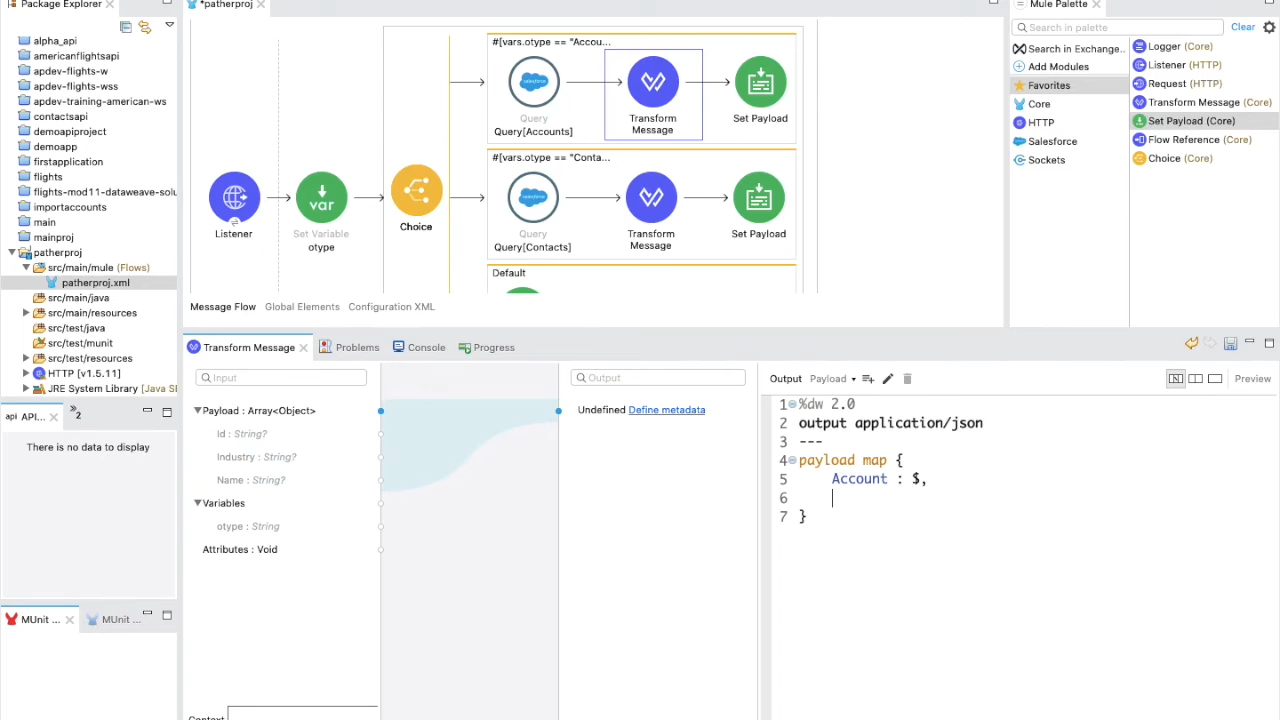 Package Explorer
alpha_api
americanflightsapi
apdev-flights-w
apdev-flights-wss
apdev-training-american-ws
contactsapi
demoapiproject
demoapp
firstapplication
flights
flights-mod11-dataweave-solu
importaccounts
main
mainproj
patherproj
src/main/mule (Flows)
patherproj.xml
src/main/java
src/main/resources
src/test/java
src/test/munit
src/test/resources
HTTP [v1.5.11]
JRE System Library [Java SE
api API...
2
There is no data to display
MUnit ...
MUnit ...
*patherproj
Listener
Set Variable
otype
var
Choice
#[vars.otype == "Accou...
salesforce
Query
Query[Accounts]
Transform
Message
Set Payload
#[vars.otype == "Conta...
salesforce
Query
Query[Contacts]
Transform
Message
Set Payload
Default
Message Flow Global Elements Configuration XML
Mule Palette
Search in palette
Clear
Search in Exchange..
Add Modules
Favorites
Core
HTTP
Salesforce
Sockets
Logger (Core)
Listener (HTTP)
Request (HTTP)
Transform Message (Core)
Set Payload (Core)
Flow Reference (Core)
Choice (Core)
Transform Message Problems Console Progress
Input
Payload : Array<Object>
Id : String?
Industry : String?
Name : String?
Variables
otype : String
Attributes : Void
Context
Output
Undefined Define metadata
Output Payload Preview
1 %dw 2.0
2 output application/json
3 ---
4 payload map {
5 Account : $,
6
7 }